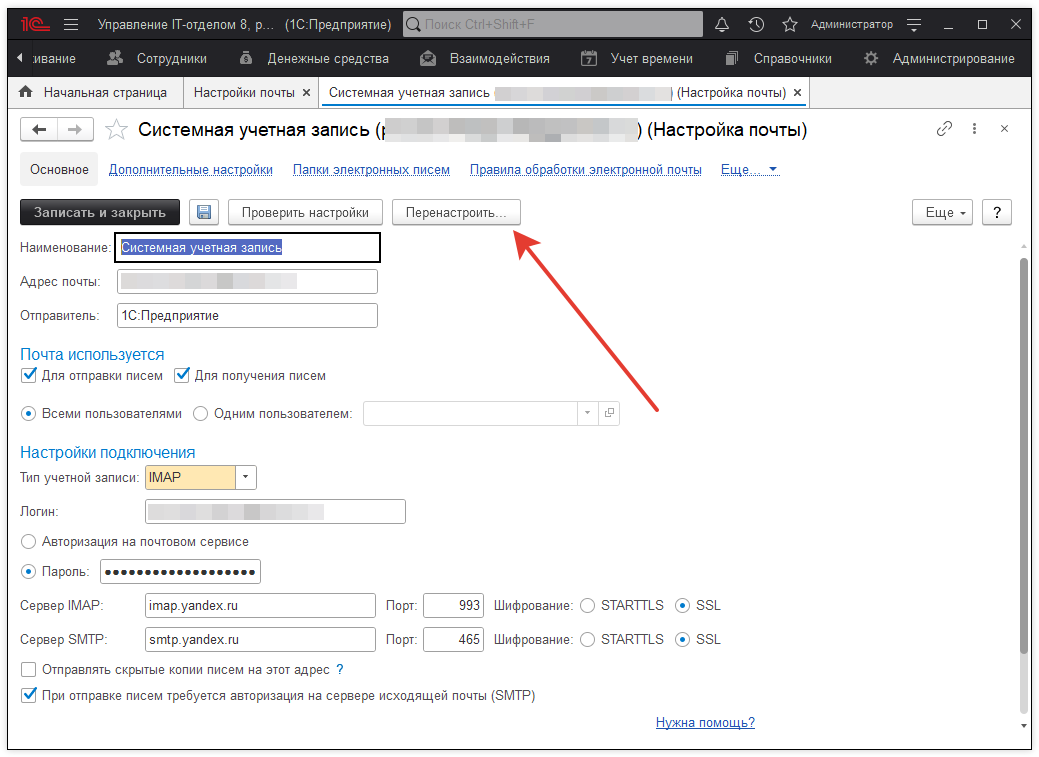 1С Управление IT-отделом 8, р... (1С:Предприятие) Поиск Ctrl+Shift+F Администратор
ивание Сотрудники Денежные средства Взаимодействия 7 Учет времени Справочники Администрирование
Начальная страница Настройки почты × Системная учетная запись ) (Настройка почты) ×
Системная учетная запись (р ) (Настройка почты)
Основное Дополнительные настройки Папки электронных писем Правила обработки электронной почты Еще...
Записать и закрыть Проверить настройки Перенастроить... Еще ?
Наименование: Системная учетная запись
Адрес почты:
Отправитель: 1С:Предприятие
Почта используется
Для отправки писем Для получения писем
Всеми пользователями Одним пользователем:
Настройки подключения
Тип учетной записи: IMAP
Логин:
Авторизация на почтовом сервисе
Пароль: •••••••••••••••••••
Сервер IMAP: imap.yandex.ru Порт: 993 Шифрование: STARTTLS SSL
Сервер SMTP: smtp.yandex.ru Порт: 465 Шифрование: STARTTLS SSL
Отправлять скрытые копии писем на этот адрес ?
При отправке писем требуется авторизация на сервере исходящей почты (SMTP)
Нужна помощь?